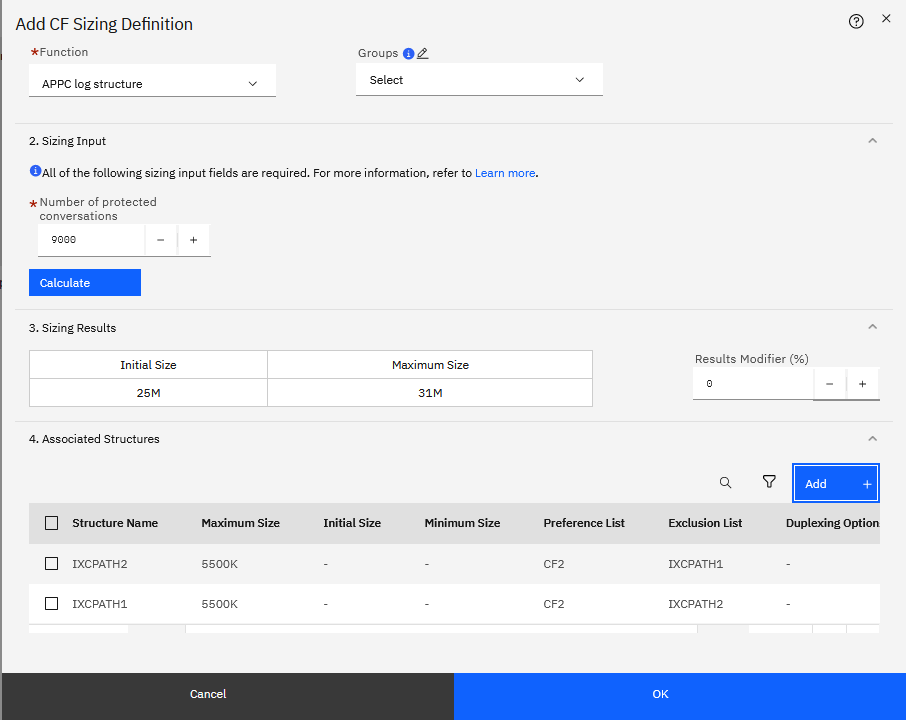 Add CF Sizing Definition
*Function
Groups
APPC log structure
Select
2. Sizing Input
All of the following sizing input fields are required. For more information, refer to Learn more.
*Number of protected
conversations
9000
Calculate
3. Sizing Results
Initial Size Maximum Size
25M 31M
Results Modifier (%)
0
4. Associated Structures
Add +
Structure Name Maximum Size Initial Size Minimum Size Preference List Exclusion List Duplexing Option
IXCPATH2 5500K - - CF2 IXCPATH1 -
IXCPATH1 5500K - - CF2 IXCPATH2 -
Cancel OK